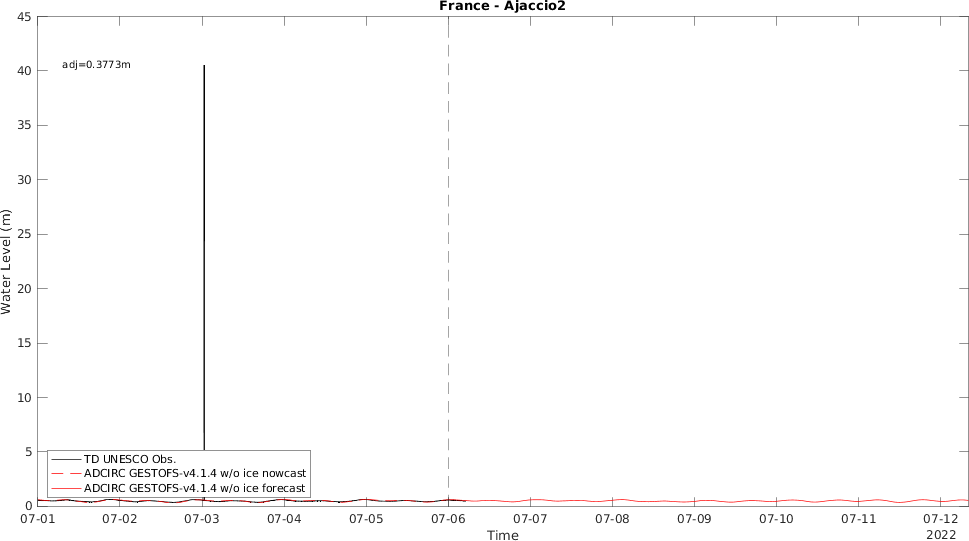 France - Ajaccio2
45
40
35
30
25
20
15
10
5
0
adj=0.3773m
Water Level (m)
TD UNESCO Obs.
ADCIRC GESTOFS-v4.1.4 w/o ice nowcast
ADCIRC GESTOFS-v4.1.4 w/o ice forecast
07-01 07-02 07-03 07-04 07-05 07-06 07-07 07-08 07-09 07-10 07-11 07-12
Time
2022